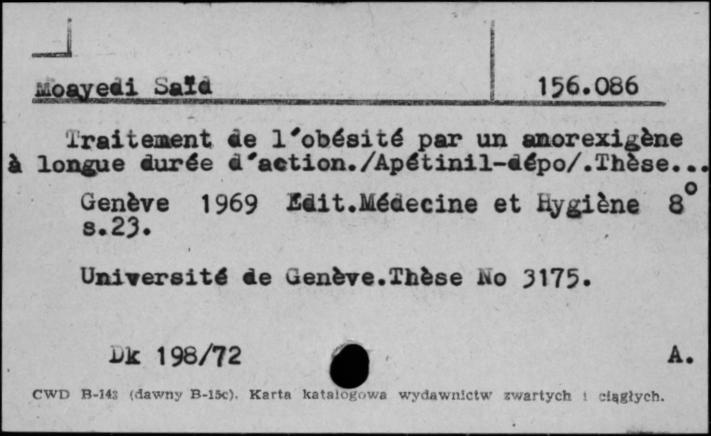 Moayedi Saïd 156.086
Traitement de l'obésité par un anorexigène
à longue durée d'action./Apétinil-dépo/.Thèse...
Genève 1969 Edit.Médecine et Hygiène 8°
s.23.
Université de Genève.Thèse No 3175.
Dk 198/72 A.
CWD B-143 (dawny B-15c). Karta katalogowa wydawnictw zwartych i ciągłych.